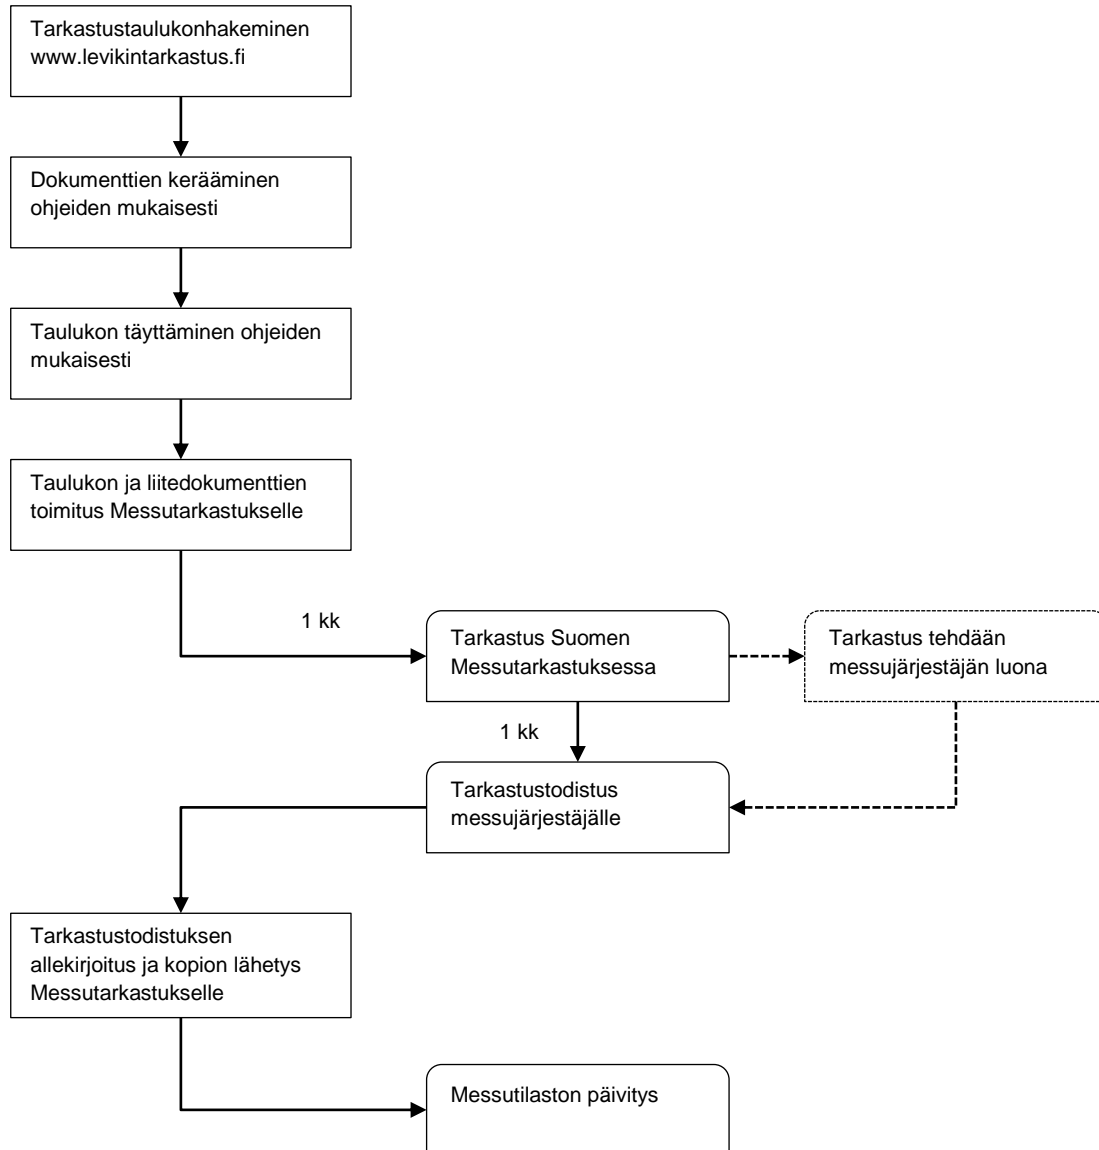 Tarkastustaulukonhakeminen
www.levikintarkastus.fi
Dokumenttien kerääminen
ohjeiden mukaisesti
Taulukon täyttäminen ohjeiden
mukaisesti
Taulukon ja liitedokumenttien
toimitus Messutarkastukselle
1 kk
Tarkastus Suomen
Messutarkastuksessa
Tarkastus tehdään
messujärjestäjän luona
1 kk
Tarkastustodistus
messujärjestäjälle
Tarkastustodistuksen
allekirjoitus ja kopion lähetys
Messutarkastukselle
Messutilaston päivitys